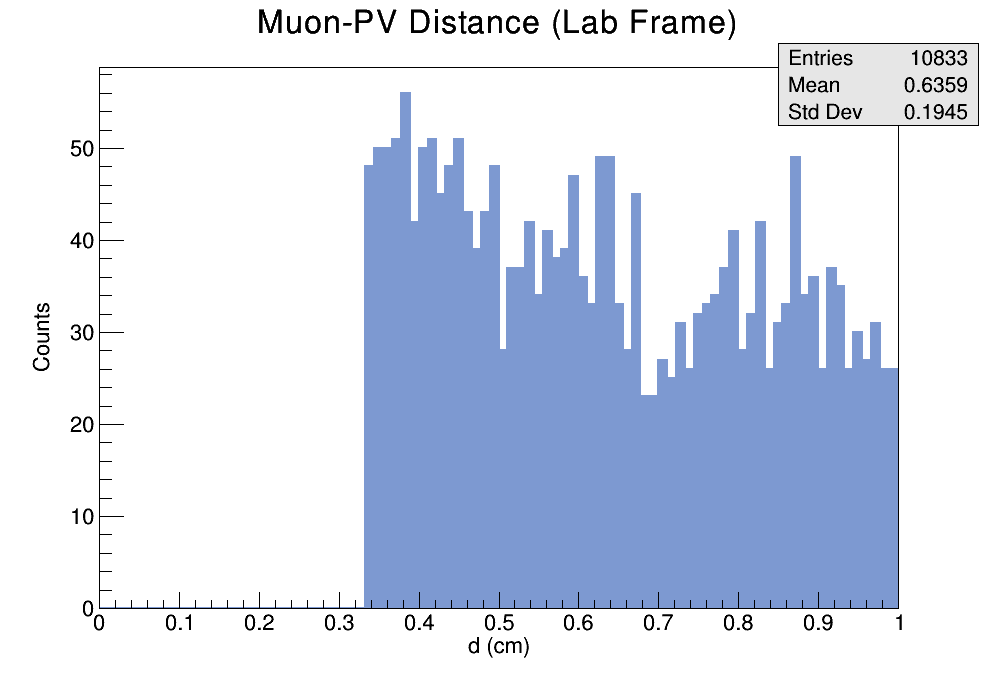 Muon-PV Distance (Lab Frame)
Entries 10833
Mean 0.6359
Std Dev 0.1945
50
40
30
20
10
0
Counts
0 0.1 0.2 0.3 0.4 0.5 0.6 0.7 0.8 0.9 1
d (cm)